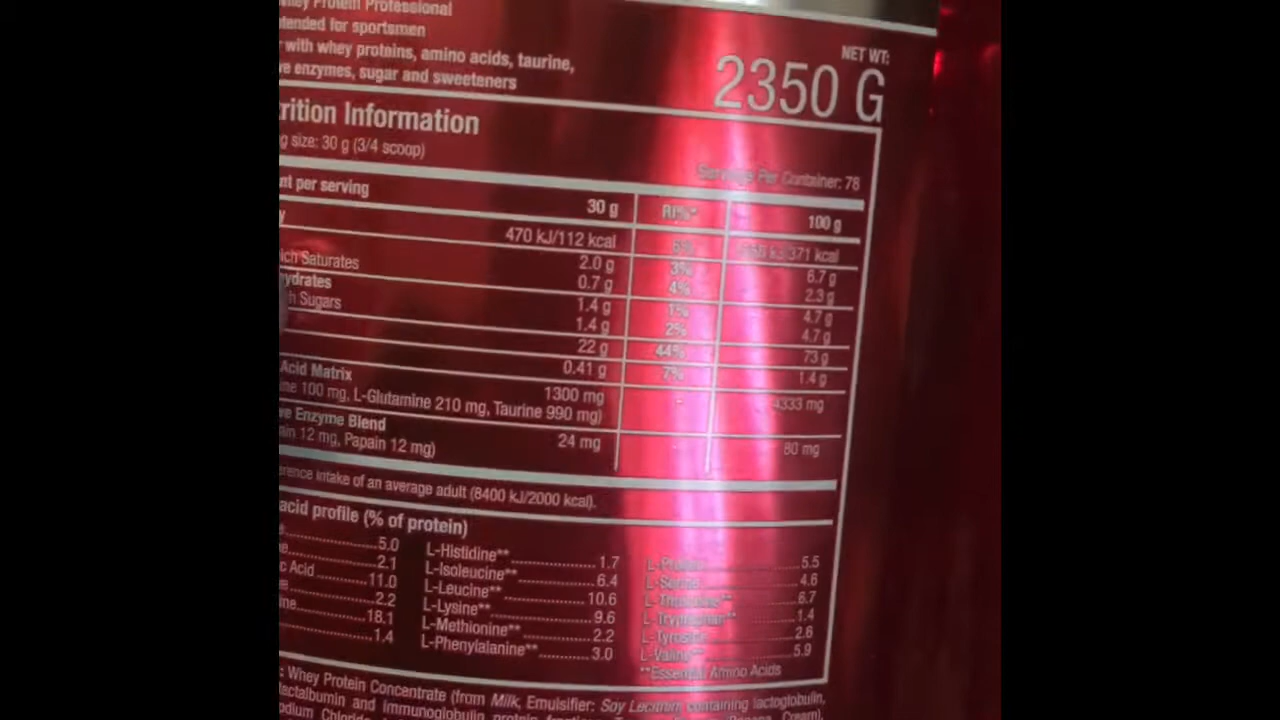 Whey Protein Professional
ntended for sportsmen
with whey proteins, amino acids, taurine,
ve enzymes, sugar and sweeteners
NET WT:
2350 G
rition Information
g size: 30 g (3/4 scoop)
Servings Per Container: 78
nt per serving 30 g RI%* 100 g
y 470 kJ/112 kcal 6% 371 kcal
2.0 g 3% 6.7 g
ich Saturates 0.7 g 4% 2.3 g
ydrates 1.4 g 1% 4.7 g
h Sugars 1.4 g 2% 4.7 g
22 g 44% 73 g
0.41 g 7% 1.4 g
Acid Matrix 1300 mg - 4333 mg
ine 100 mg, L-Glutamine 210 mg, Taurine 990 mg)
ve Enzyme Blend 24 mg 80 mg
ain 12 mg, Papain 12 mg)
erence intake of an average adult (8400 kJ/2000 kcal).
acid profile (% of protein)
e.....5.0 L-Histidine**.....1.7 L-Proline.....5.5
e.....2.1 L-Isoleucine**.....6.4 L-Serine.....4.6
c Acid.....11.0 L-Leucine**.....10.6 L-Threonine**.....6.7
e.....2.2 L-Lysine**.....9.6 L-Tryptophan**.....1.4
ine.....18.1 L-Methionine**.....2.2 L-Tyrosine.....2.6
.....1.4 L-Phenylalanine**.....3.0 L-Valine**.....5.9
**Essential Amino Acids
: Whey Protein Concentrate (from Milk, Emulsifier: Soy Lecithin, containing lactoglobulin,
lactalbumin and immunoglobulin protein
odium Chloride, Cream),